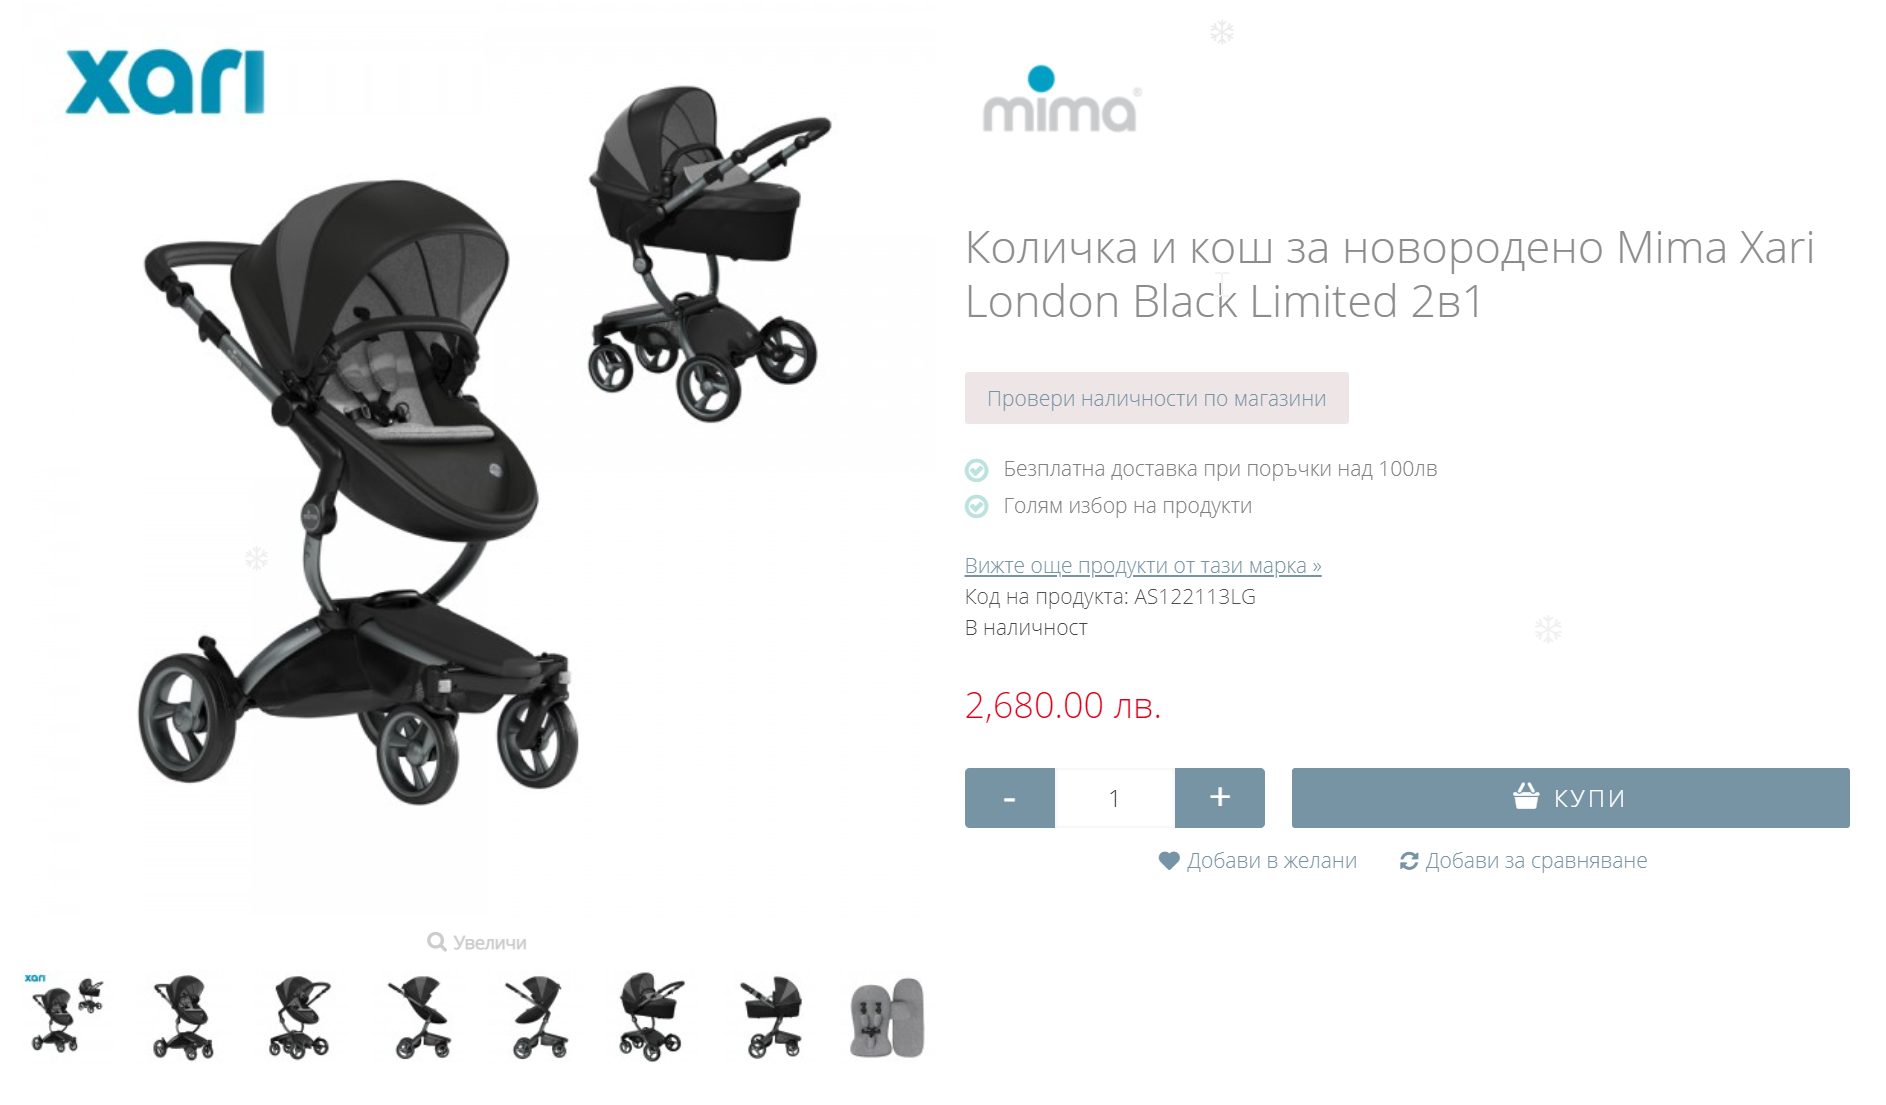 xari
mima®
Количка и кош за новородено Mima Xari
London Black Limited 2в1
Провери наличности по магазини
Безплатна доставка при поръчки над 100лв
Голям избор на продукти
Вижте още продукти от тази марка »
Код на продукта: AS122113LG
В наличност
2,680.00 лв.
- 1 + КУПИ
Добави в желани Добави за сравняване
mima
Увеличи
xari